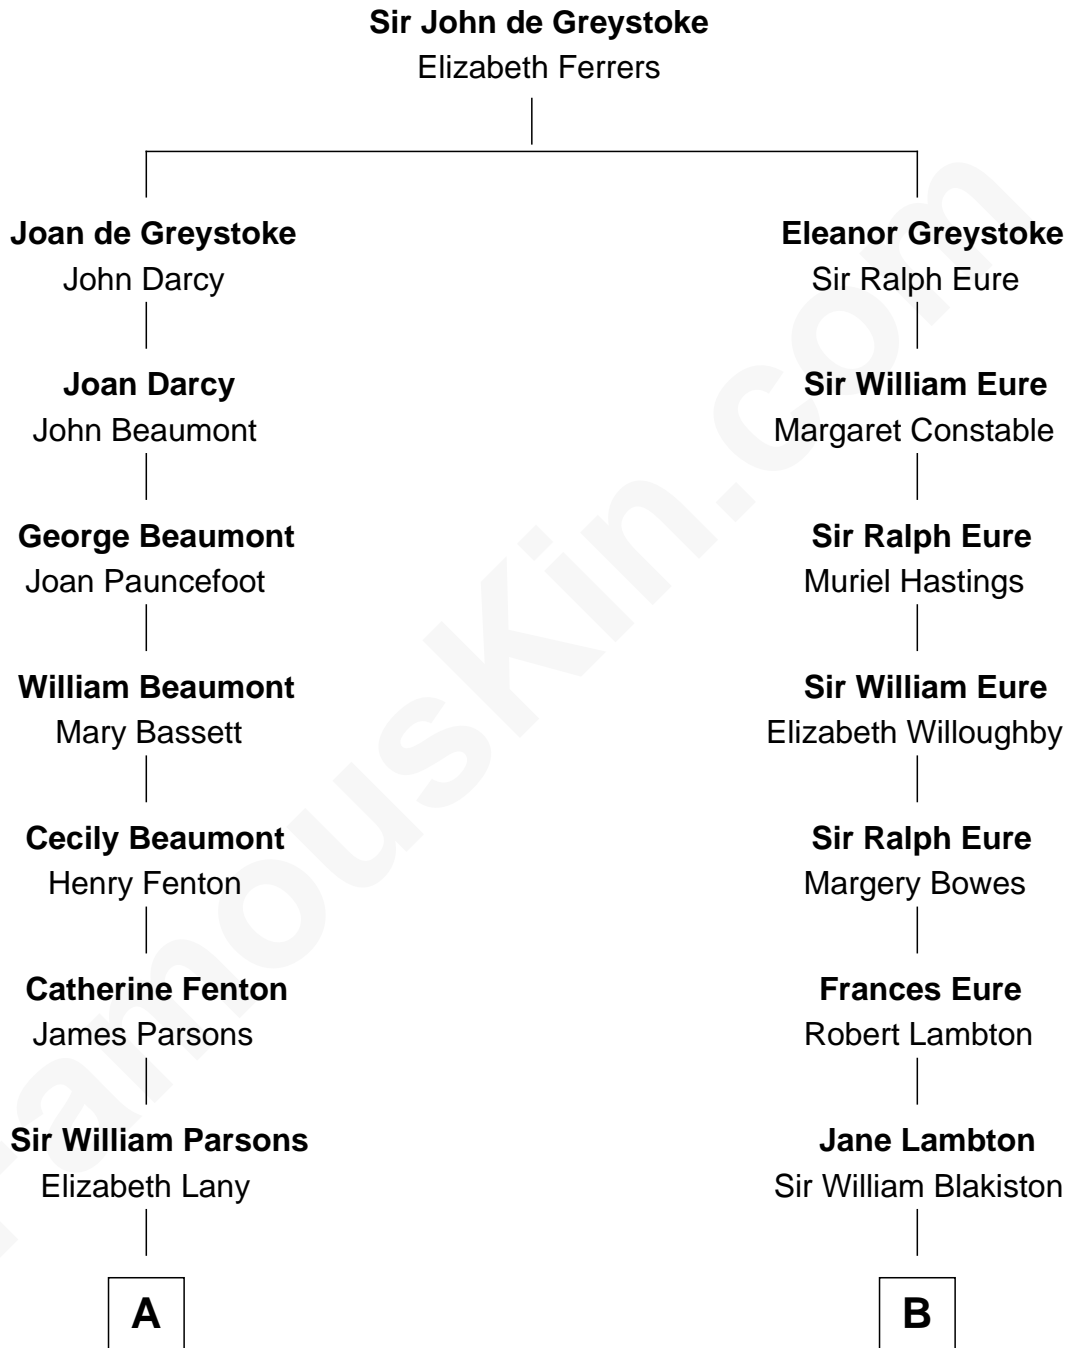 Sir John de Greystoke
Elizabeth Ferrers
Joan de Greystoke
John Darcy
Eleanor Greystoke
Sir Ralph Eure
Joan Darcy
John Beaumont
Sir William Eure
Margaret Constable
George Beaumont
Joan Pauncefoot
Sir Ralph Eure
Muriel Hastings
William Beaumont
Mary Bassett
Sir William Eure
Elizabeth Willoughby
Cecily Beaumont
Henry Fenton
Sir Ralph Eure
Margery Bowes
Catherine Fenton
James Parsons
Frances Eure
Robert Lambton
Sir William Parsons
Elizabeth Lany
Jane Lambton
Sir William Blakiston
A
B
FamousKin.com